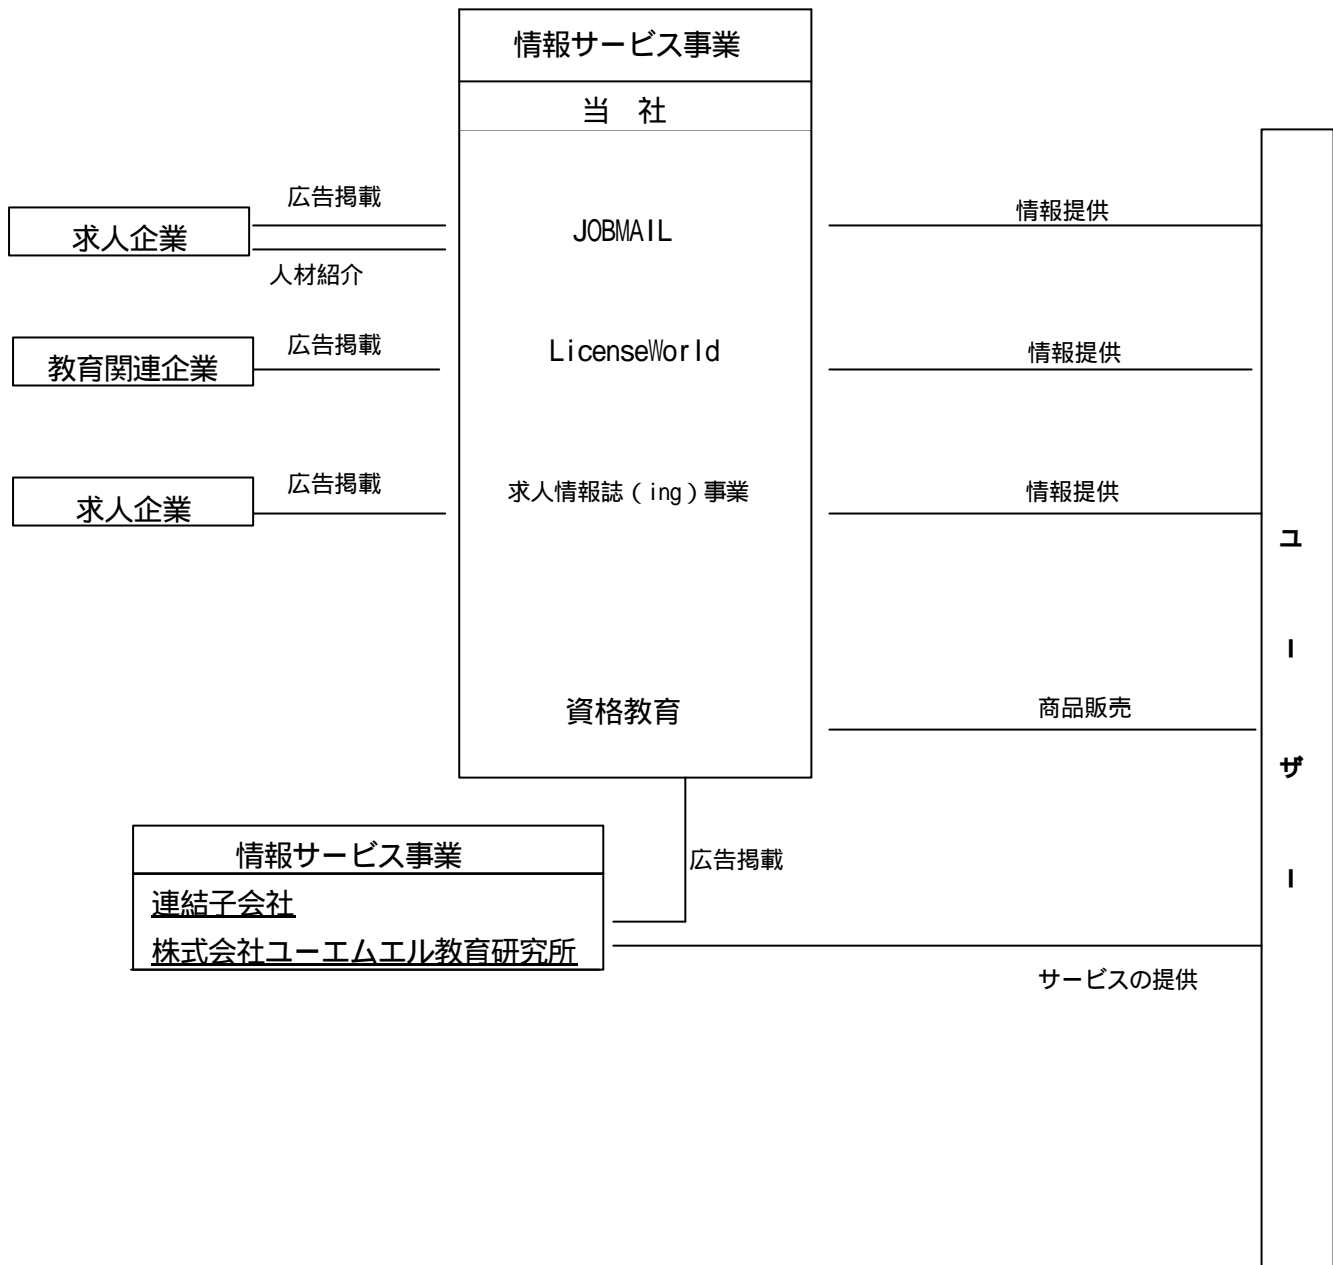 情報サービス事業
当 社
広告掲載
求人企業
人材紹介
JOBMAIL
情報提供
広告掲載
教育関連企業
LicenseWorld
情報提供
広告掲載
求人企業
求人情報誌（ing）事業
情報提供
資格教育
商品販売
ユーザー
情報サービス事業
連結子会社
株式会社ユーエムエル教育研究所
広告掲載
サービスの提供